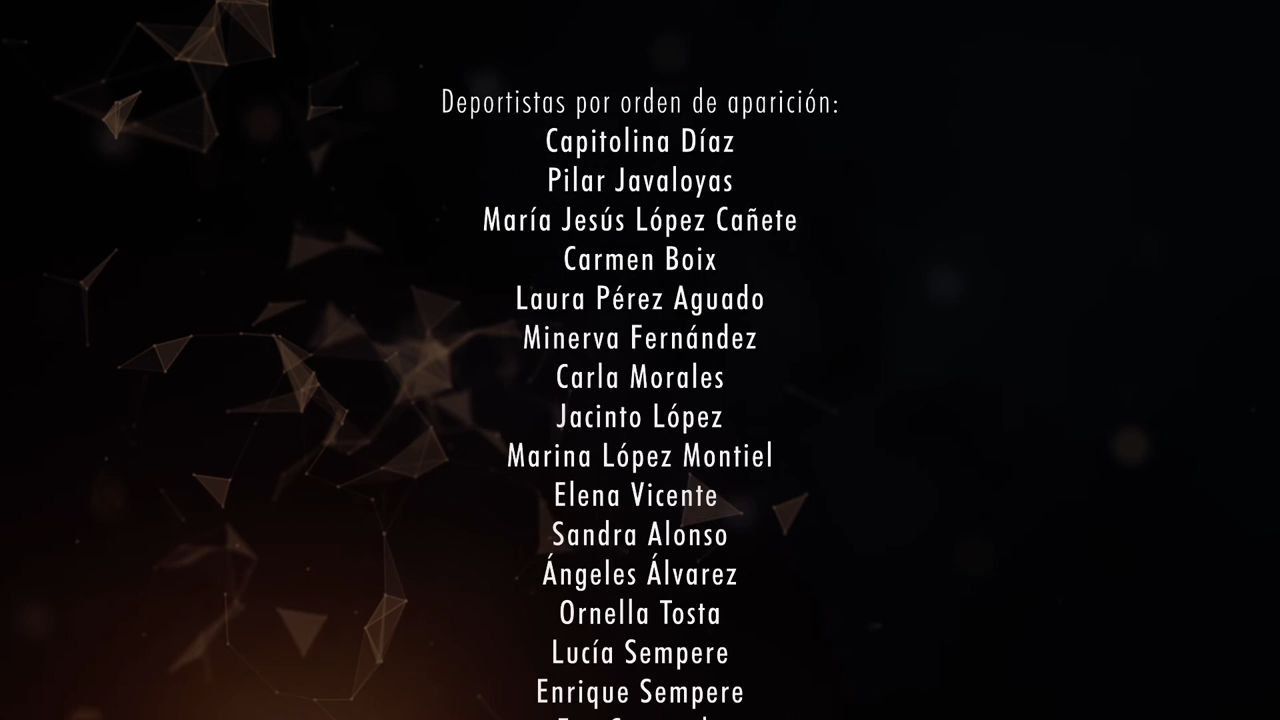 Deportistas por orden de aparición:
Capitolina Díaz
Pilar Javaloyas
María Jesús López Cañete
Carmen Boix
Laura Pérez Aguado
Minerva Fernández
Carla Morales
Jacinto López
Marina López Montiel
Elena Vicente
Sandra Alonso
Ángeles Álvarez
Ornella Tosta
Lucía Sempere
Enrique Sempere